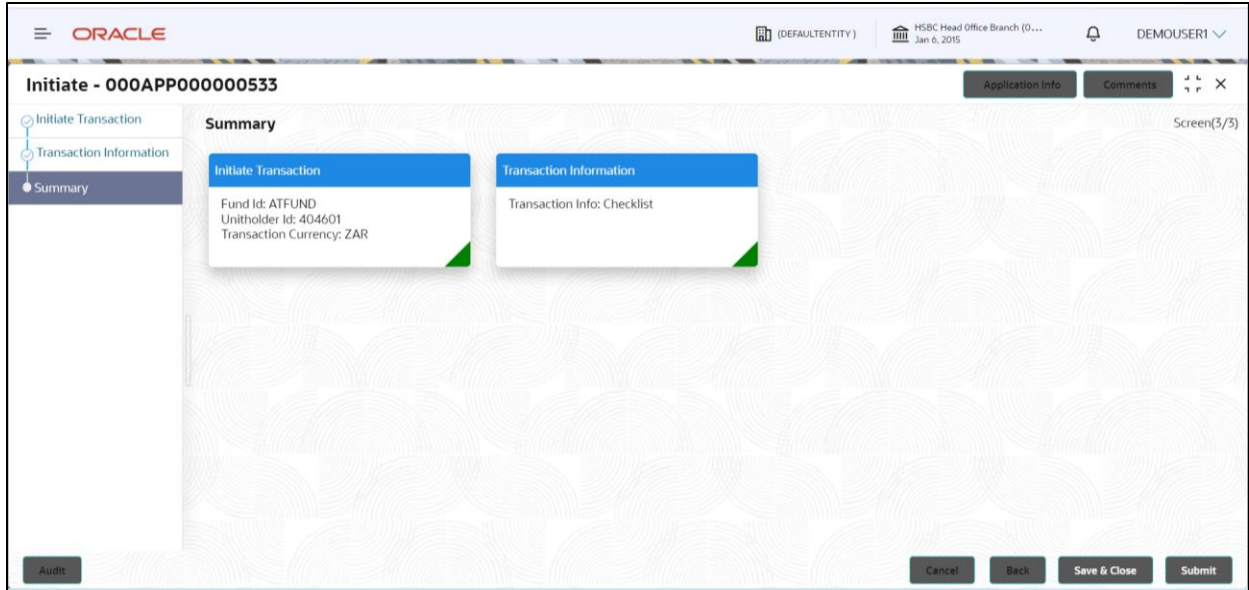 ORACLE
(DEFAULTENTITY)
HSBC Head Office Branch (0...
Jan 6, 2015
DEMOUSER1
Initiate - 000APP000000533
Application Info
Comments
Initiate Transaction
Transaction Information
Summary
Summary
Screen(3/3)
Initiate Transaction
Fund Id: ATFUND
Unitholder Id: 404601
Transaction Currency: ZAR
Transaction Information
Transaction Info: Checklist
Audit
Cancel
Back
Save & Close
Submit